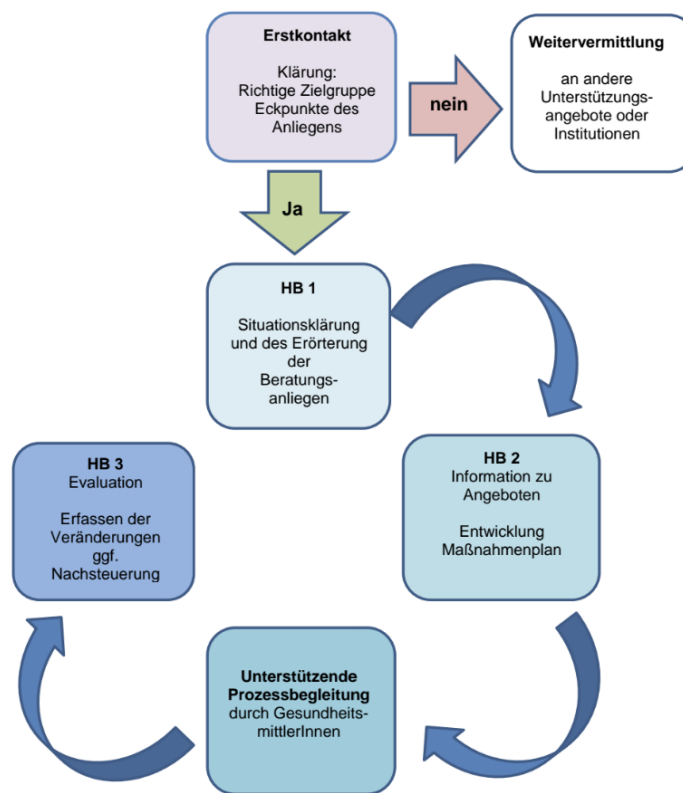 Erstkontakt
Klärung:
Richtige Zielgruppe
Eckpunkte des
Anliegens
nein
Weitervermittlung
an andere
Unterstützungs-
angebote oder
Institutionen
Ja
HB 1
Situationsklärung
und des Erörterung
der
Beratungs-
anliegen
HB 2
Information zu
Angeboten
Entwicklung
Maßnahmenplan
Unterstützende
Prozessbegleitung
durch Gesundheits-
mittlerInnen
HB 3
Evaluation
Erfassen der
Veränderungen
ggf.
Nachsteuerung